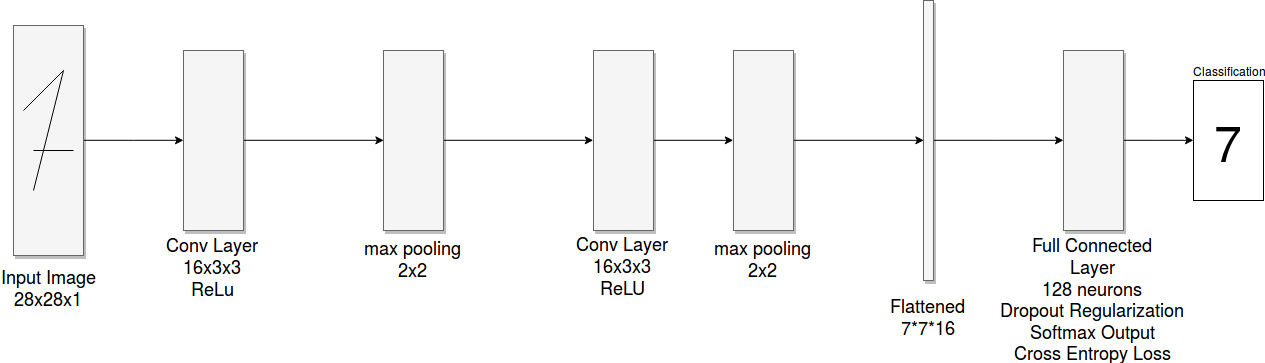 Input Image
28x28x1
Conv Layer
16x3x3
ReLu
max pooling
2x2
Conv Layer
16x3x3
ReLU
max pooling
2x2
Flattened
7*7*16
Full Connected
Layer
128 neurons
Dropout Regularization
Softmax Output
Cross Entropy Loss
Classification
7